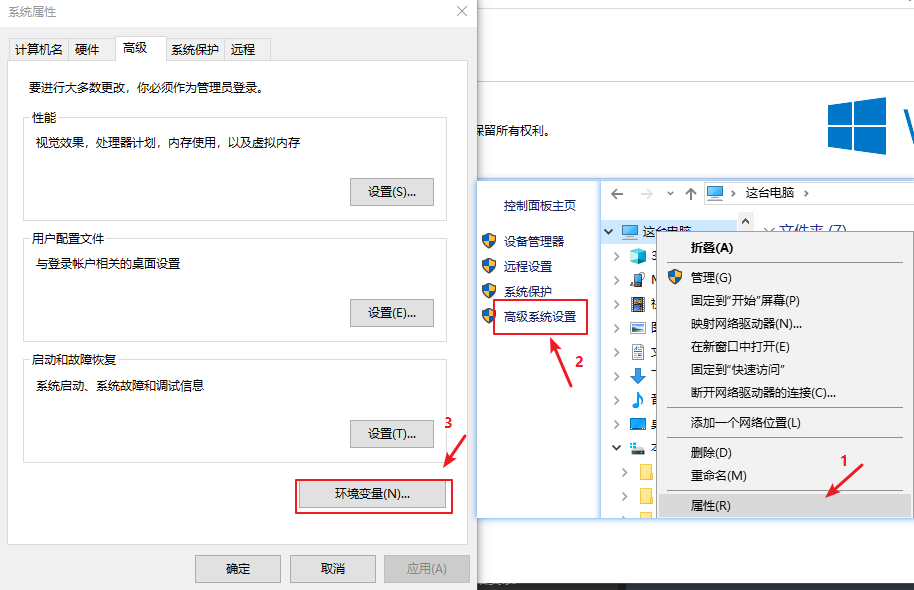 系统属性
计算机名
硬件
高级
系统保护
远程
要进行大多数更改，你必须作为管理员登录。
性能
视觉效果，处理器计划，内存使用，以及虚拟内存
设置(S)...
用户配置文件
与登录帐户相关的桌面设置
设置(E)...
启动和故障恢复
系统启动、系统故障和调试信息
设置(T)...
3
环境变量(N)...
确定
取消
应用(A)
保留所有权利。
控制面板主页
设备管理器
远程设置
系统保护
高级系统设置
2
这台电脑
这台电脑
文件夹 (7)
折叠(A)
管理(G)
固定到"开始"屏幕(P)
映射网络驱动器(N)...
在新窗口中打开(E)
固定到"快速访问"
断开网络驱动器的连接(C)...
添加一个网络位置(L)
删除(D)
重命名(M)
1
属性(R)